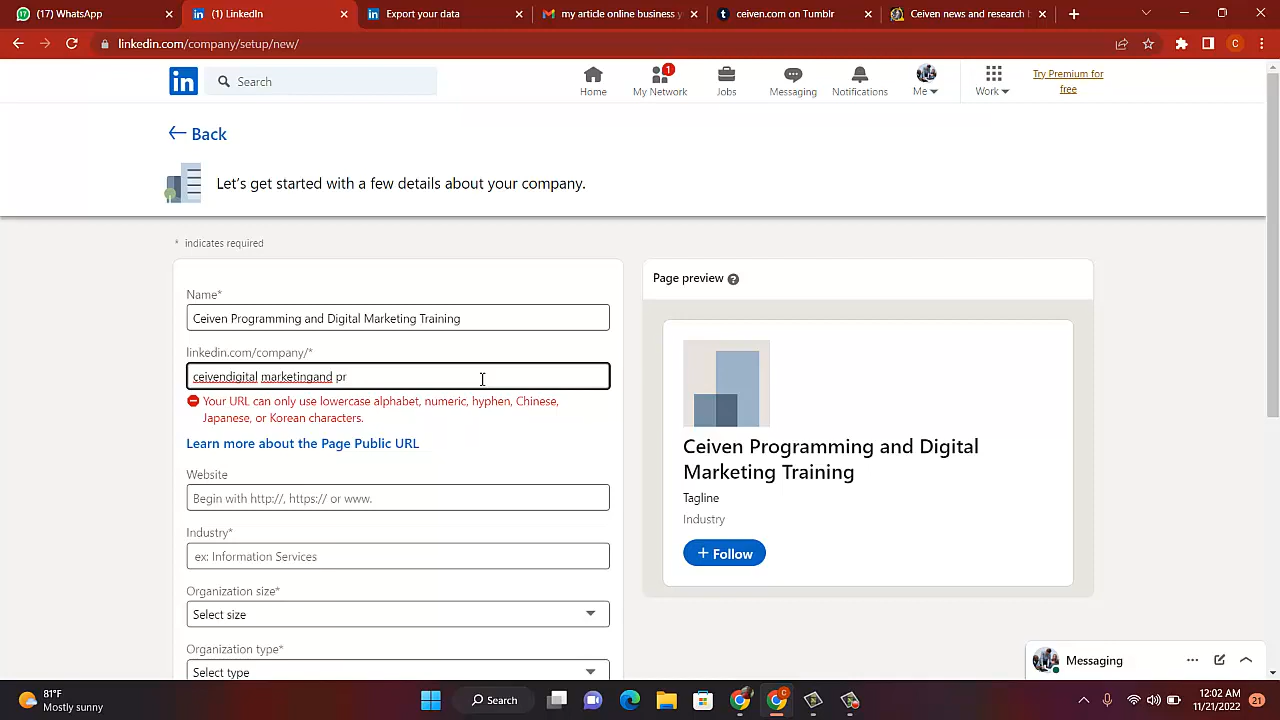 (17) WhatsApp
(1) LinkedIn
Export your data
my article online business y
ceiven.com on Tumblr
Ceiven news and research b
linkedin.com/company/setup/new/
in
Search
Home
1
My Network
Jobs
Messaging
Notifications
Me
Work
Try Premium for
free
Back
Let's get started with a few details about your company.
* indicates required
Name*
Ceiven Programming and Digital Marketing Training
linkedin.com/company/*
ceivendigital marketingand pr
Your URL can only use lowercase alphabet, numeric, hyphen, Chinese,
Japanese, or Korean characters.
Learn more about the Page Public URL
Website
Begin with http://, https:// or www.
Industry*
ex: Information Services
Organization size*
Select size
Organization type*
Select type
Page preview
Ceiven Programming and Digital
Marketing Training
Tagline
Industry
+ Follow
Messaging
81°F
Mostly sunny
Search
12:02 AM
11/21/2022
21